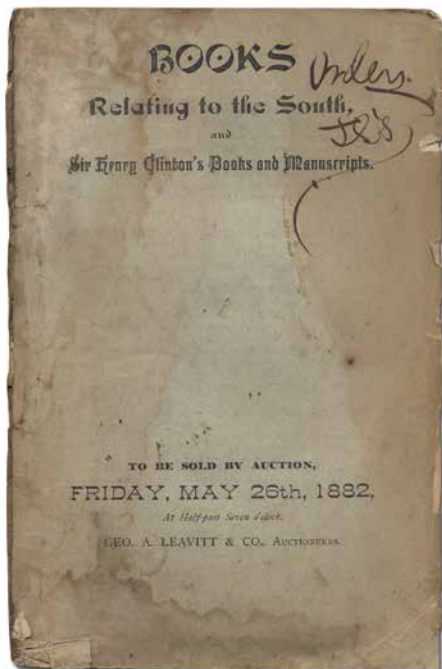 BOOKS
Orders.
Relating to the South,
and
Sir Henry Clinton's Books and Manuscripts.
TO BE SOLD BY AUCTION,
FRIDAY, MAY 26th, 1882,
At Half-past Seven o'clock.
GEO. A. LEAVITT & CO., AUCTIONEERS.